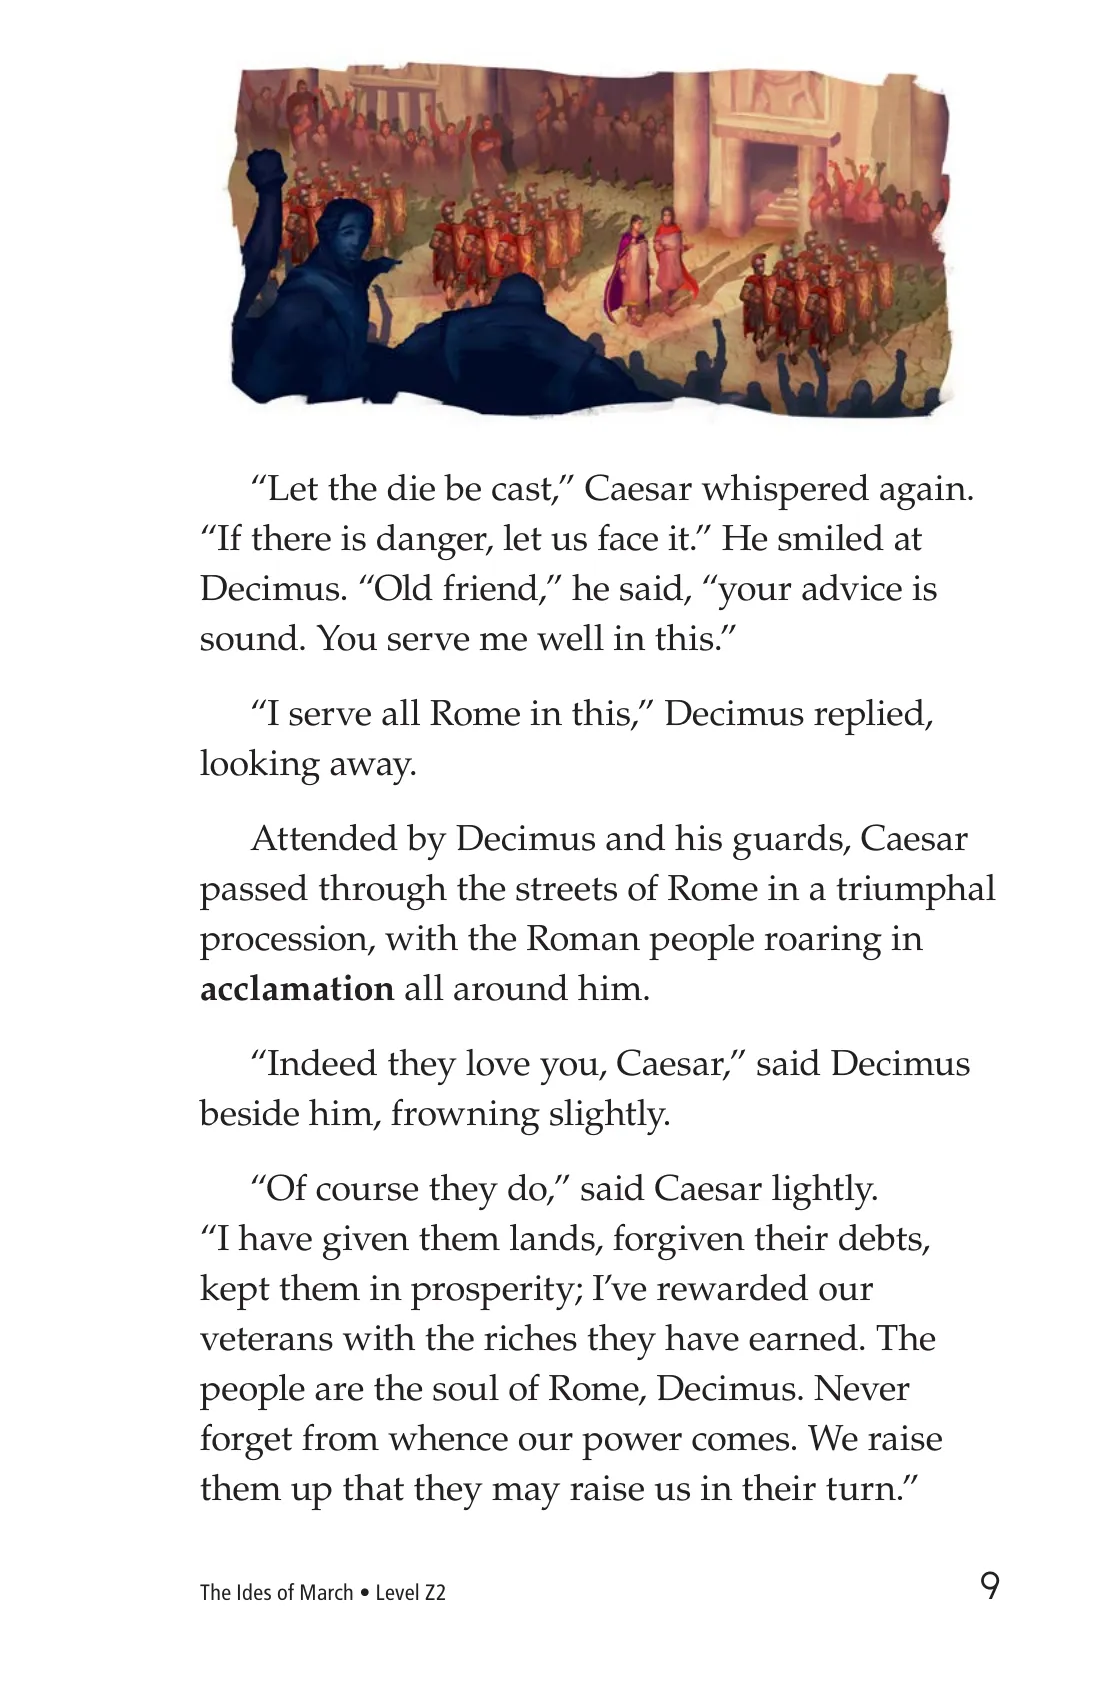 “Let the die be cast,” Caesar whispered again.
“If there is danger, let us face it.” He smiled at
Decimus. “Old friend,” he said, “your advice is
sound. You serve me well in this.”
“I serve all Rome in this,” Decimus replied,
looking away.
Attended by Decimus and his guards, Caesar
passed through the streets of Rome in a triumphal
procession, with the Roman people roaring in
acclamation all around him.
“Indeed they love you, Caesar,” said Decimus
beside him, frowning slightly.
“Of course they do,” said Caesar lightly.
“I have given them lands, forgiven their debts,
kept them in prosperity; I’ve rewarded our
veterans with the riches they have earned. The
people are the soul of Rome, Decimus. Never
forget from whence our power comes. We raise
them up that they may raise us in their turn.”
The Ides of March • Level Z2
9